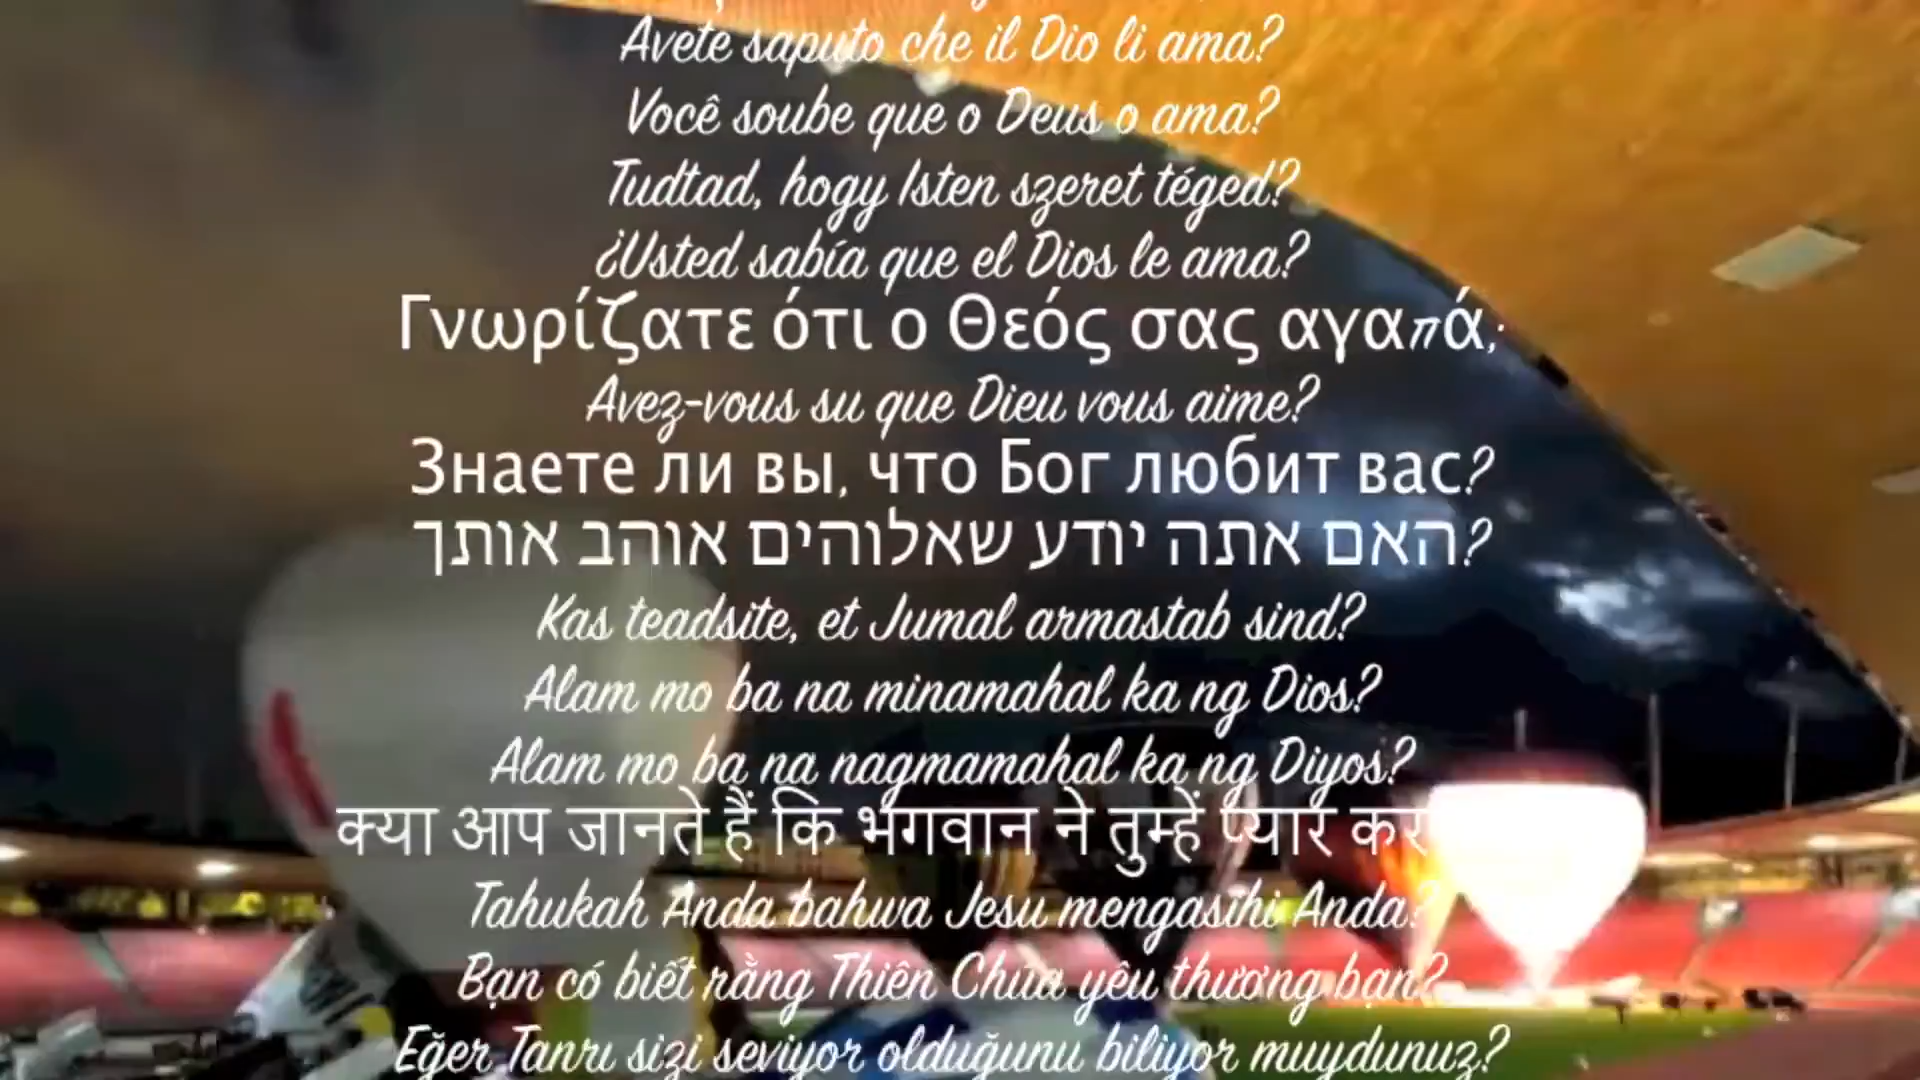 Avete saputo che il Dio li ama?
Você soube que o Deus o ama?
Tudtad, hogy Isten szeret téged?
¿Usted sabía que el Dios le ama?
Γνωρίζατε ότι ο Θεός σας αγαπά;
Avez-vous su que Dieu vous aime?
Знаете ли вы, что Бог любит вас?
האם אתה יודע שאלוהים אוהב אותך?
Kas teadsite, et Jumal armastab sind?
Alam mo ba na minamahal ka ng Dios?
Alam mo ba na nagmamahal ka ng Diyos?
क्या आप जानते हैं कि भगवान ने तुम्हें प्यार कर
Tahukah Anda bahwa Jesu mengasihi Anda?
Bạn có biết rằng Thiên Chúa yêu thương bạn?
Eğer Tanrı sizi seviyor olduğunu biliyor muydunuz?